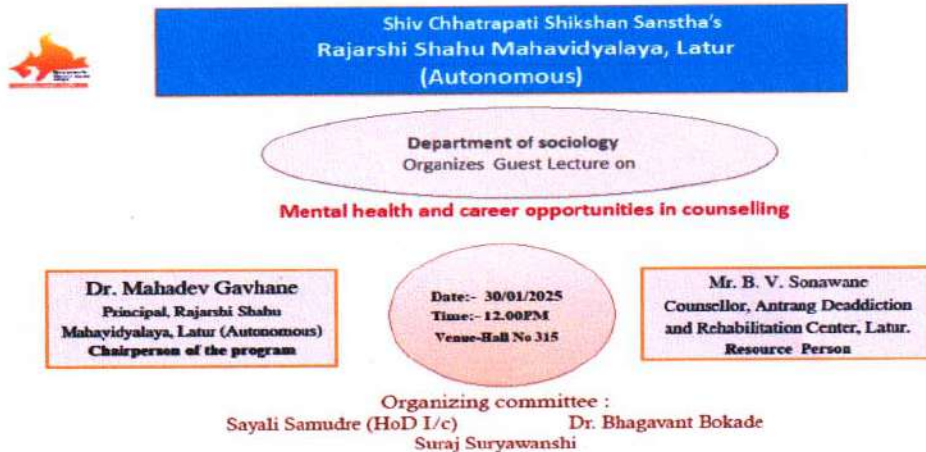 Shiv Chhatrapati Shikshan Sanstha's
Rajarshi Shahu Mahavidyalaya, Latur
(Autonomous)
Department of sociology
Organizes Guest Lecture on
Mental health and career opportunities in counselling
Dr. Mahadev Gavhane
Principal, Rajarshi Shahu
Mahavidyalaya, Latur (Autonomous)
Chairperson of the program
Date:- 30/01/2025
Time:- 12.00PM
Venue-Hall No 315
Mr. B. V. Sonawane
Counsellor, Antrang Deaddiction
and Rehabilitation Center, Latur.
Resource Person
Organizing committee :
Sayali Samudre (HoD I/c) Dr. Bhagavant Bokade
Suraj Suryawanshi